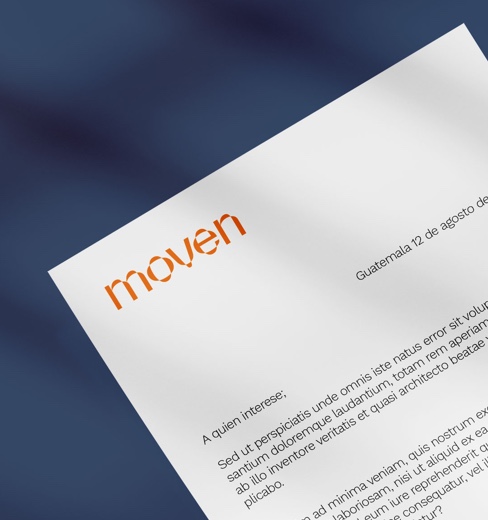 moven
Guatemala 12 de agosto de
A quien interese;
Sed ut perspiciatis unde omnis iste natus error sit
santium doloremque laudantium, totam rem aperiam
ab illo inventore veritatis et quasi architecto beatae
plicabo.
ad minima veniam, quis nostrum
laboriosam, nisi ut aliquid ex ea
eum iure reprehenderit
consequatur, vel